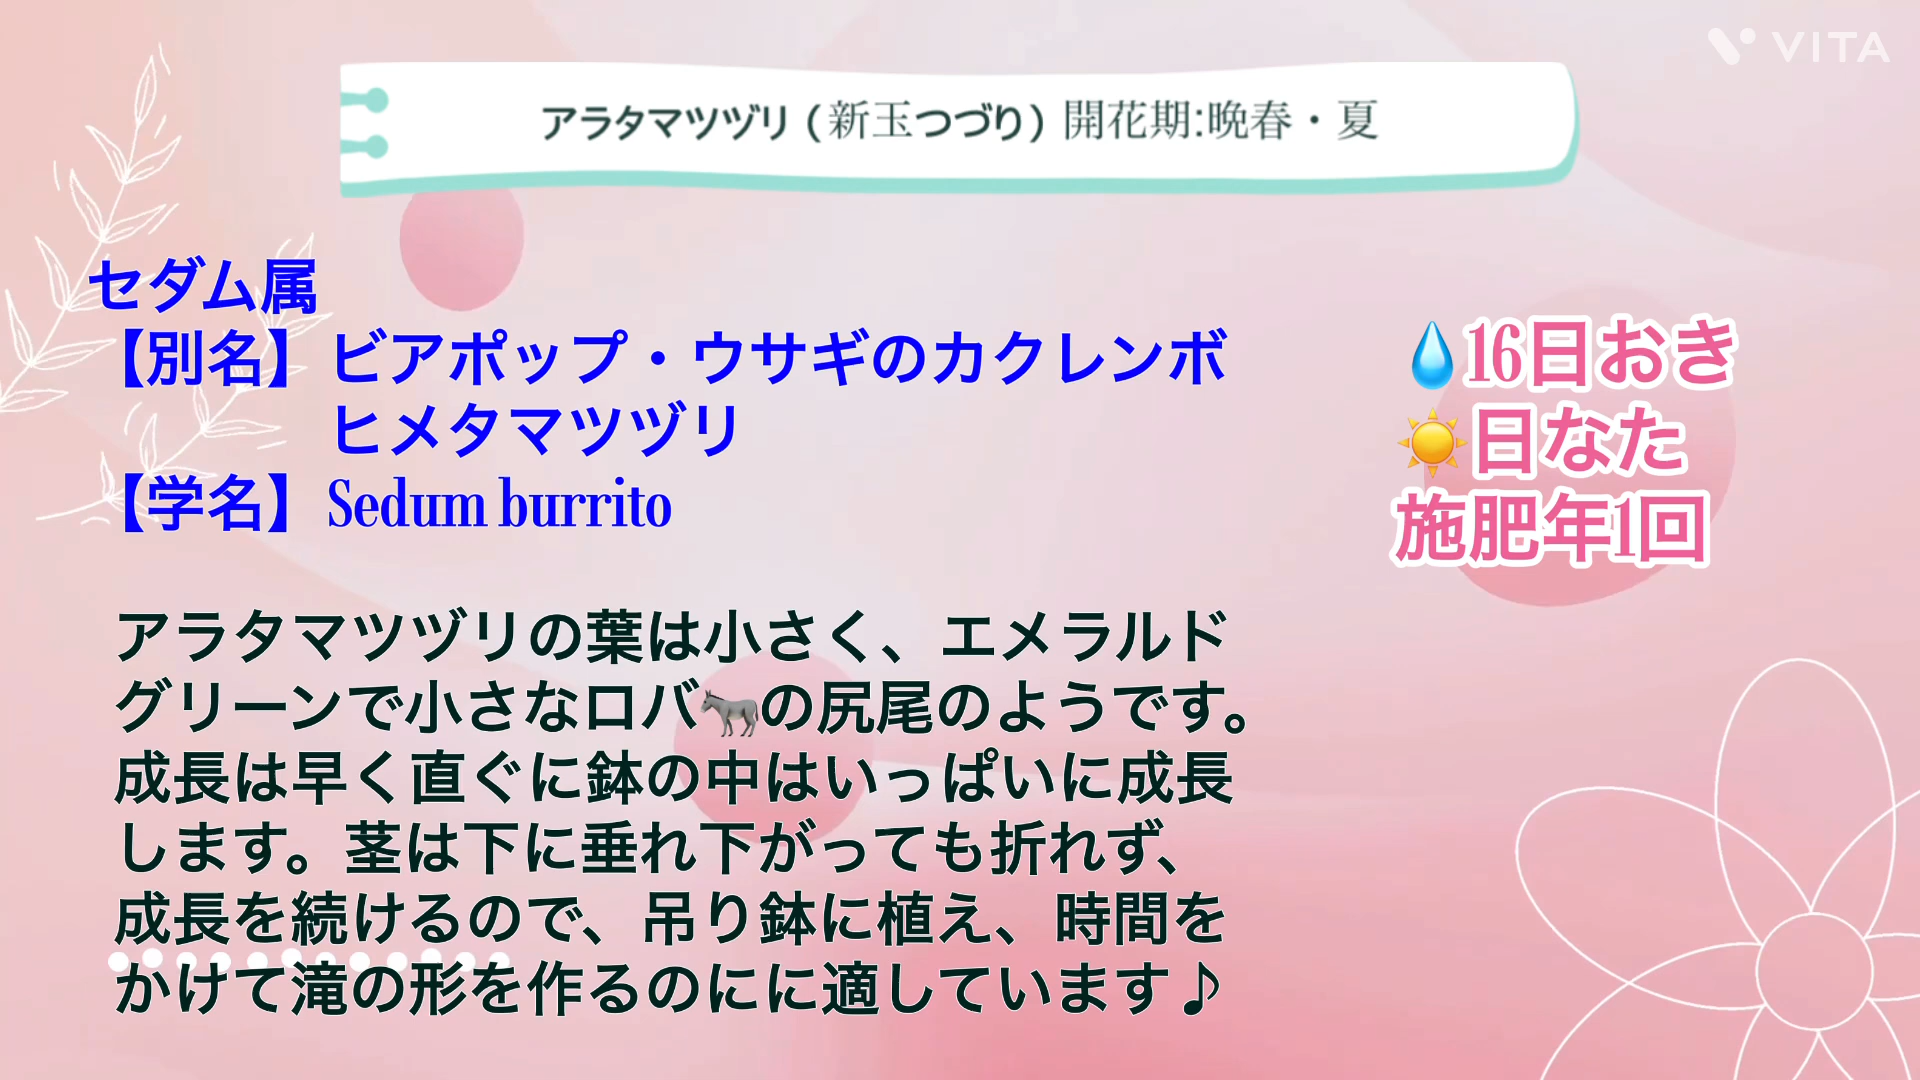 VITA
アラタマツヅリ (新玉つづり) 開花期:晩春・夏
セダム属
【別名】ビアポップ・ウサギのカクレンボ
ヒメタマツヅリ
【学名】Sedum burrito
💧16日おき
☀️日なた
施肥年1回
アラタマツヅリの葉は小さく、エメラルド
グリーンで小さなロバ🫏の尻尾のようです。
成長は早く直ぐに鉢の中はいっぱいに成長
します。茎は下に垂れ下がっても折れず、
成長を続けるので、吊り鉢に植え、時間を
かけて滝の形を作るのにに適しています♪